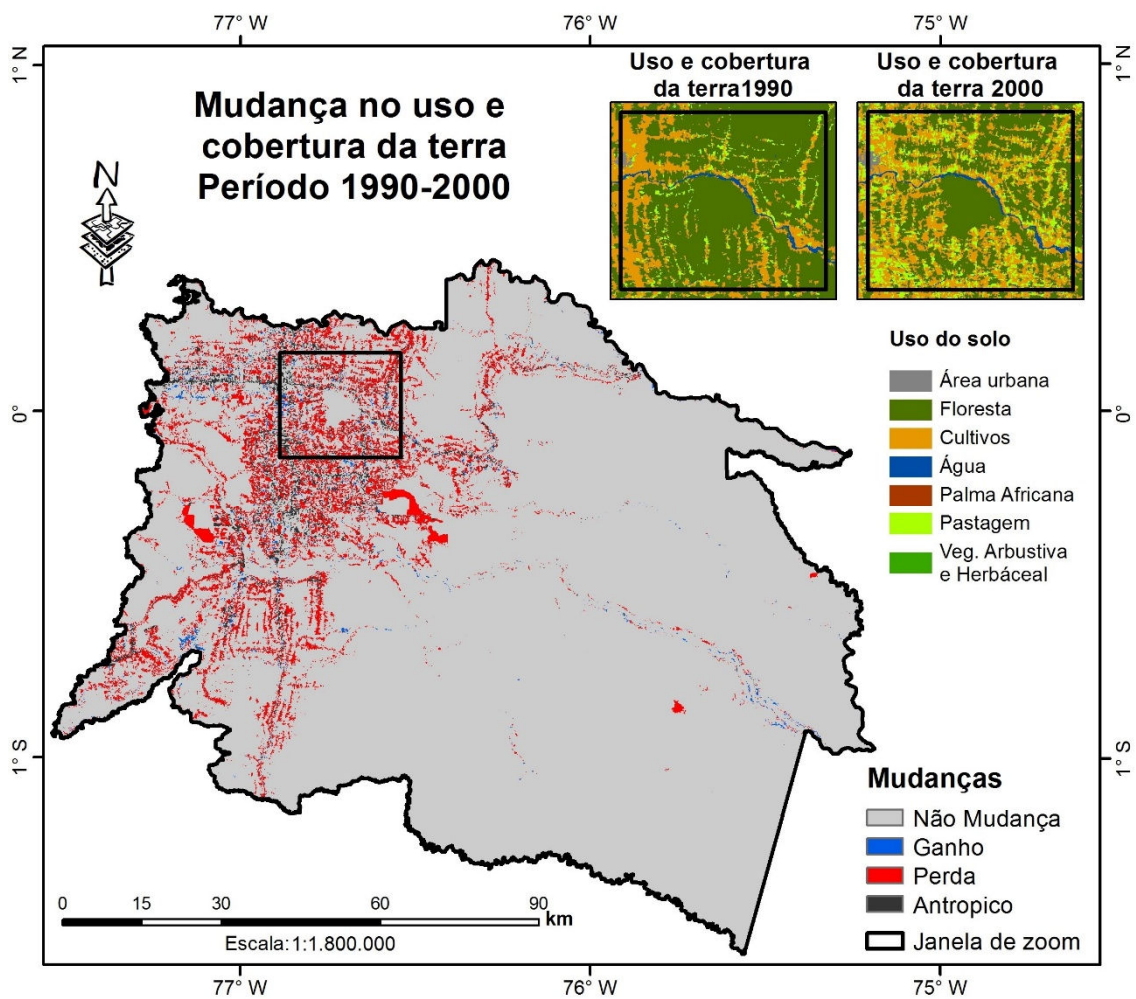 77° W
76° W
75° W
1° N
1° N
Mudança no uso e
cobertura da terra
Período 1990-2000
Uso e cobertura
da terra1990
Uso e cobertura
da terra 2000
N
Uso do solo
Área urbana
Floresta
Cultivos
Água
Palma Africana
Pastagem
Veg. Arbustiva
e Herbáceal
0°
0°
1° S
1° S
Mudanças
Não Mudança
Ganho
Perda
Antropico
Janela de zoom
0 15 30 60 90
km
Escala:1:1.800.000
77° W
76° W
75° W